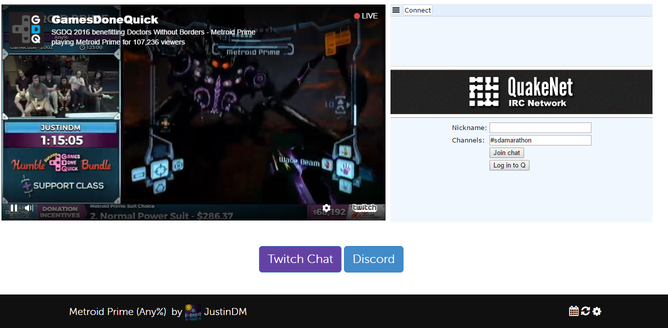 GamesDoneQuick
LIVE
SGDQ 2016 benefitting Doctors Without Borders - Metroid Prime
playing Metroid Prime for 107,236 viewers
Metroid Prime
JUSTINDM
1:15:05
Humble GAMES DONE QUICK Bundle
SUPPORT CLASS
Wave Beam
DONATION
INCENTIVES
Metroid Prime Suit Choice
2. Normal Power Suit - $286.37
twitch
Connect
QuakeNet
IRC Network
Nickname:
Channels: #sdamarathon
Join chat
Log in to Q
Twitch Chat
Discord
Metroid Prime (Any%) by JustinDM